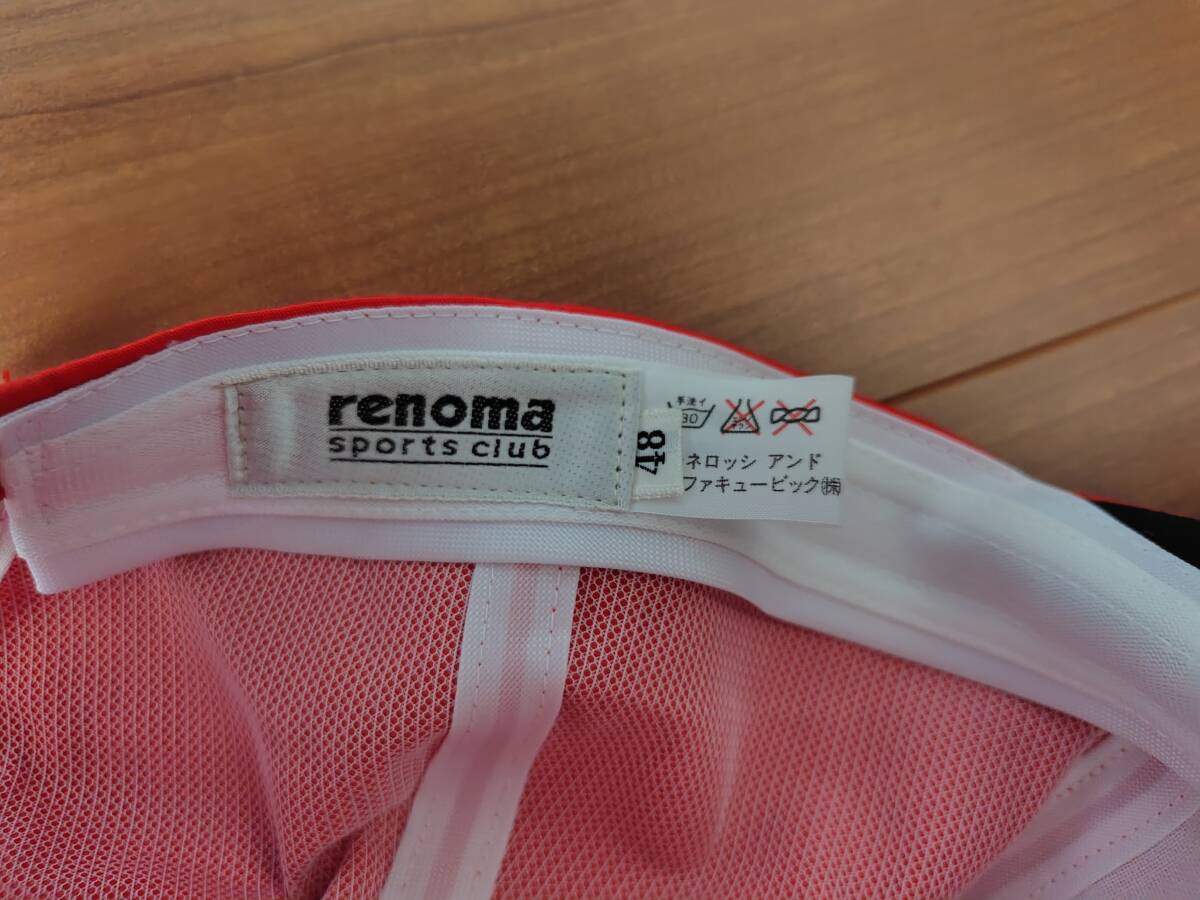 renoma
sports club
48
手洗イ
30
ネロッシ アンド
ファキュービック㈱